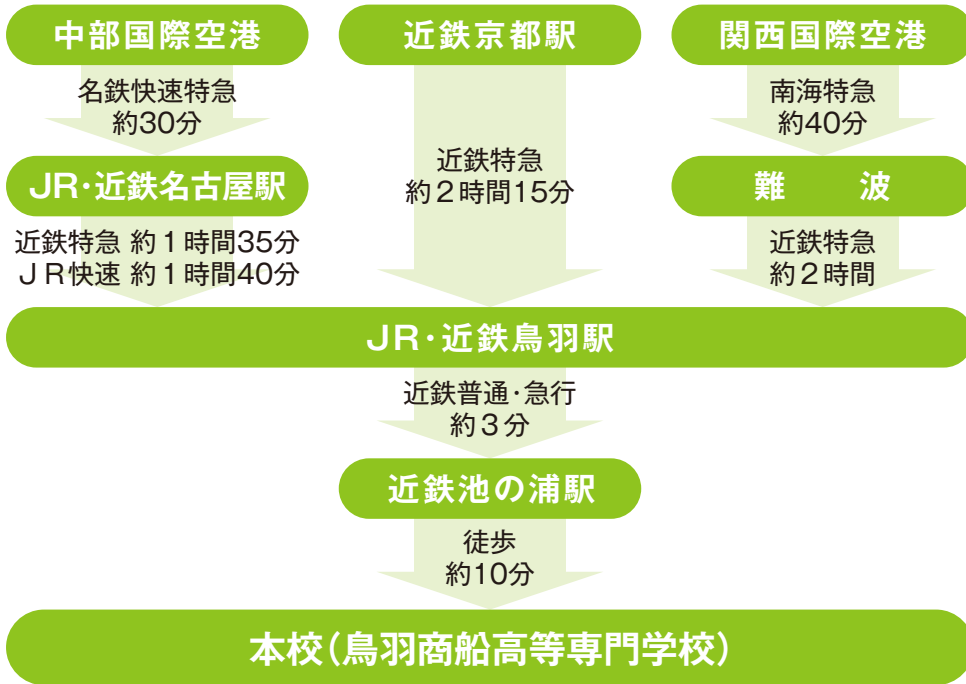 中部国際空港
近鉄京都駅
関西国際空港
名鉄快速特急
約30分
南海特急
約40分
近鉄特急
約2時間15分
JR・近鉄名古屋駅
難　波
近鉄特急 約1時間35分
JR快速 約1時間40分
近鉄特急
約2時間
JR・近鉄鳥羽駅
近鉄普通・急行
約3分
近鉄池の浦駅
徒歩
約10分
本校（鳥羽商船高等専門学校）